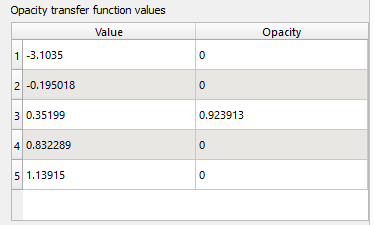 Opacity transfer function values
Value Opacity
1 -3.1035 0
2 -0.195018 0
3 0.35199 0.923913
4 0.832289 0
5 1.13915 0